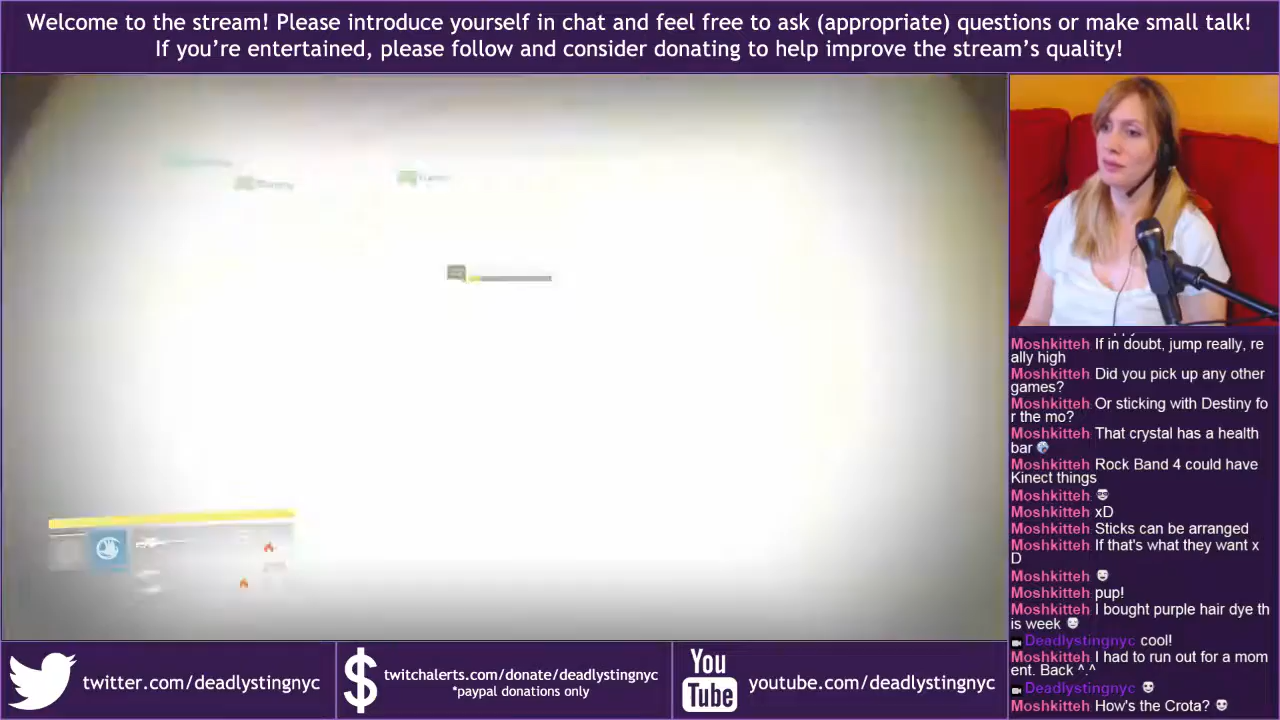 Welcome to the stream! Please introduce yourself in chat and feel free to ask (appropriate) questions or make small talk!
If you're entertained, please follow and consider donating to help improve the stream's quality!
Moshkitteh If in doubt, jump really, re
ally high
Moshkitteh Did you pick up any other
games?
Moshkitteh Or sticking with Destiny fo
r the mo?
Moshkitteh That crystal has a health
bar
Moshkitteh Rock Band 4 could have
Kinect things
Moshkitteh
Moshkitteh xD
Moshkitteh Sticks can be arranged
Moshkitteh If that's what they want x
D
Moshkitteh
Moshkitteh pup!
Moshkitteh I bought purple hair dye th
is week
Deadlystingnyc cool!
Moshkitteh I had to run out for a mom
ent. Back ^.^
Deadlystingnyc
Moshkitteh How's the Crota?
twitter.com/deadlystingnyc
$
twitchalerts.com/donate/deadlystingnyc
*paypal donations only
You
Tube
youtube.com/deadlystingnyc